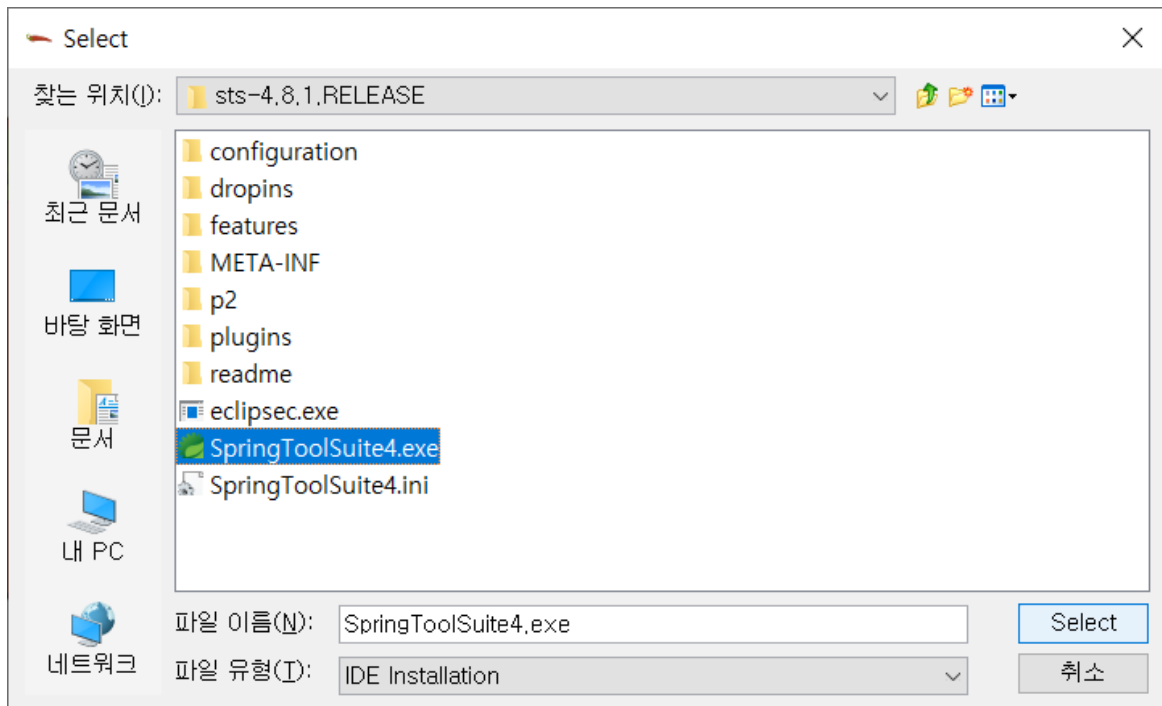 Select
찾는 위치(I):
sts-4.8.1.RELEASE
최근 문서
바탕 화면
문서
내 PC
네트워크
configuration
dropins
features
META-INF
p2
plugins
readme
eclipsec.exe
SpringToolSuite4.exe
SpringToolSuite4.ini
파일 이름(N):
SpringToolSuite4.exe
Select
파일 유형(T):
IDE Installation
취소